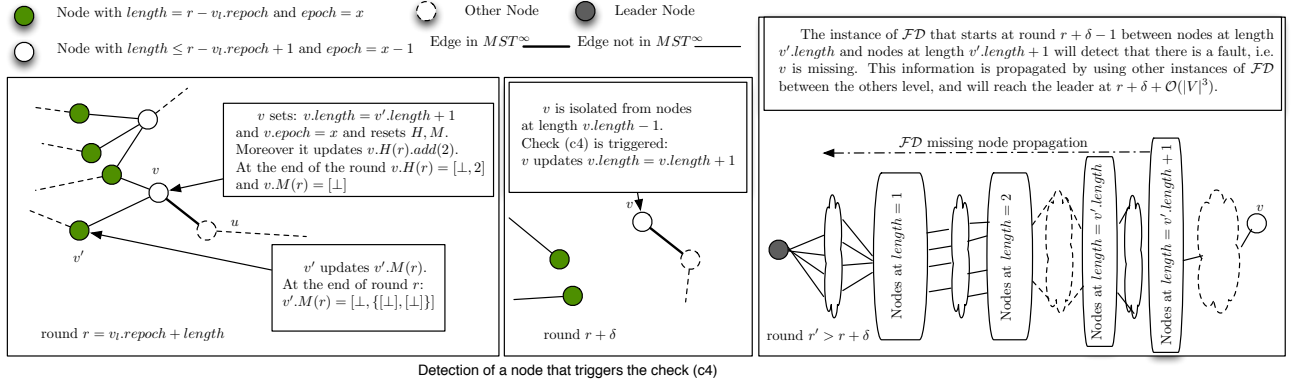 Node with length = r − v_l.repoch and epoch = x
Other Node
Leader Node
Node with length ≤ r − v_l.repoch + 1 and epoch = x − 1
Edge in MST^∞
Edge not in MST^∞
v sets: v.length = v′.length + 1
and v.epoch = x and resets H, M.
Moreover it updates v.H(r).add(2).
At the end of the round v.H(r) = [⊥, 2]
and v.M(r) = [⊥]
v
u
v′
v′ updates v′.M(r).
At the end of round r:
v′.M(r) = [⊥, {[⊥], [⊥]}]
round r = v_l.repoch + length
v is isolated from nodes
at length v.length − 1.
Check (c4) is triggered:
v updates v.length = v.length + 1
v
round r + δ
The instance of FD that starts at round r + δ − 1 between nodes at length
v′.length and nodes at length v′.length + 1 will detect that there is a fault, i.e.
v is missing. This information is propagated by using other instances of FD
between the others level, and will reach the leader at r + δ + O(|V|^3).
FD missing node propagation
Nodes at length = 1
Nodes at length = 2
Nodes at length = v′.length
Nodes at length = v′.length + 1
v
round r′ > r + δ
Detection of a node that triggers the check (c4)